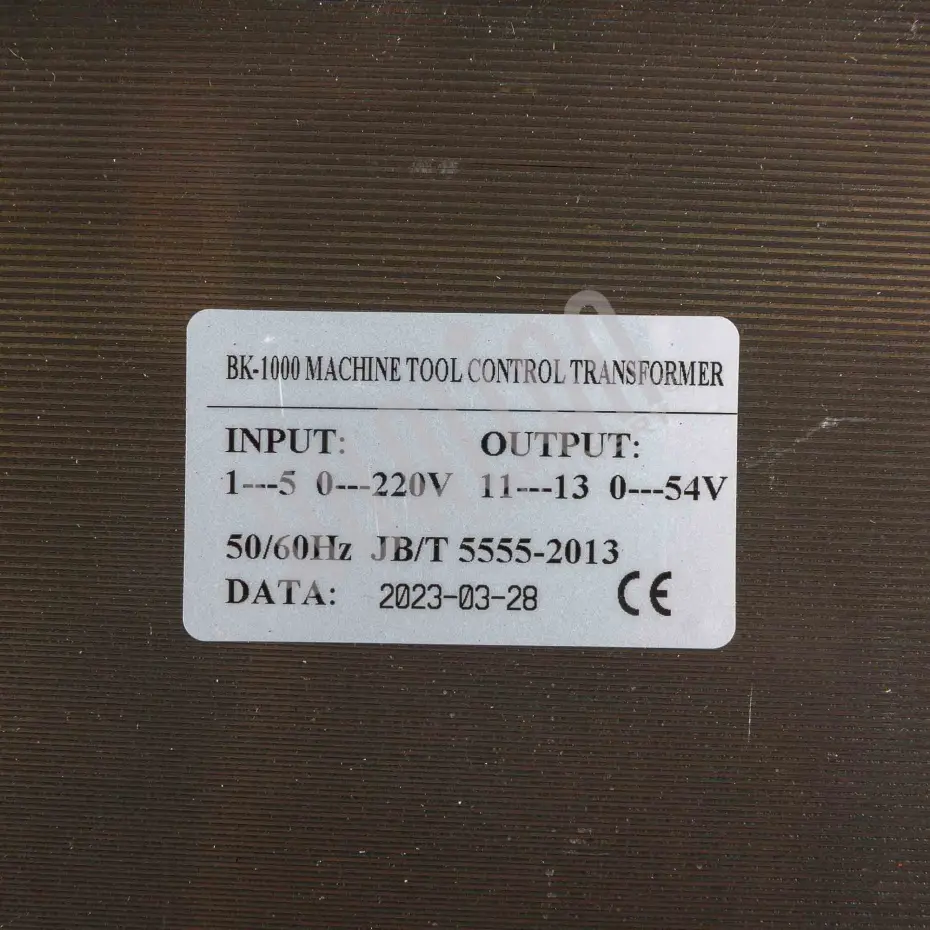 BK-1000 MACHINE TOOL CONTROL TRANSFORMER
INPUT: OUTPUT:
1---5 0---220V 11---13 0---54V
50/60Hz JB/T 5555-2013
DATA: 2023-03-28 CE